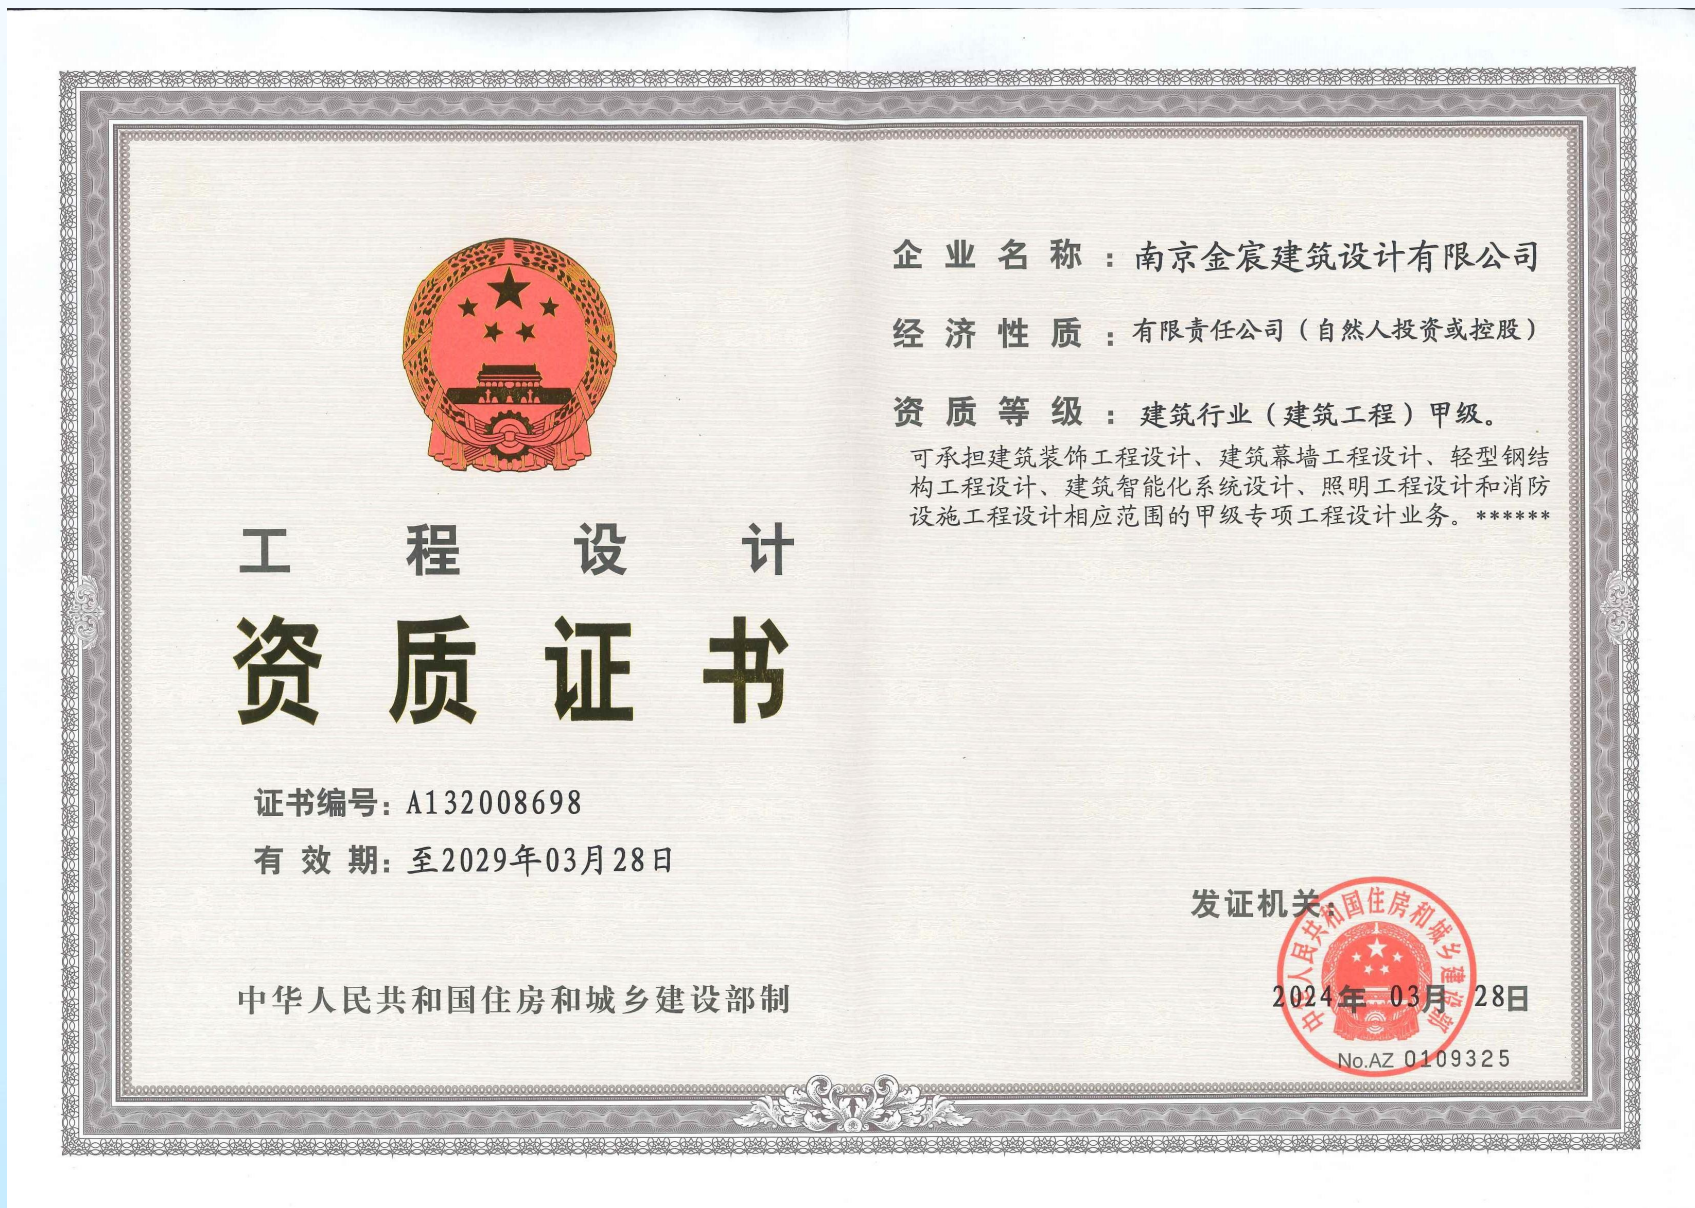 工程设计
资质证书
证书编号：A132008698
有效期：至2029年03月28日
中华人民共和国住房和城乡建设部制
企业名称：南京金宸建筑设计有限公司
经济性质：有限责任公司（自然人投资或控股）
资质等级：建筑行业（建筑工程）甲级。
可承担建筑装饰工程设计、建筑幕墙工程设计、轻型钢结
构工程设计、建筑智能化系统设计、照明工程设计和消防
设施工程设计相应范围的甲级专项工程设计业务。******
发证机关：
中华人民共和国住房和城乡建设部
2024年 03月 28日
No.AZ 0109325